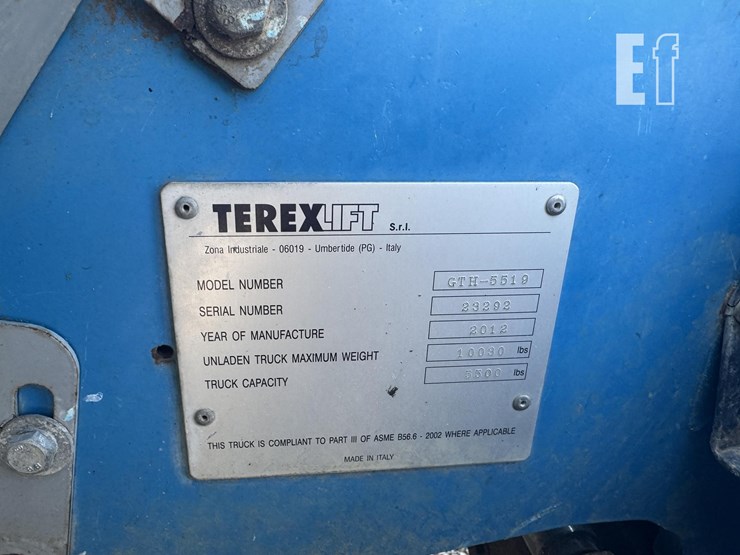 Ef
TEREXLIFT S.r.l.
Zona Industriale - 06019 - Umbertide (PG) - Italy
MODEL NUMBER GTH-5519
SERIAL NUMBER 23292
YEAR OF MANUFACTURE 2012
UNLADEN TRUCK MAXIMUM WEIGHT 10030 lbs
TRUCK CAPACITY 5500 lbs
THIS TRUCK IS COMPLIANT TO PART III OF ASME B56.6 - 2002 WHERE APPLICABLE
MADE IN ITALY